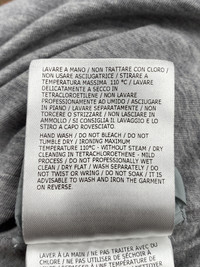 LAVARE A MANO / NON TRATTARE CON CLORO /
NON USARE ASCIUGATRICE / STIRARE A
TEMPERATURA MASSIMA 110 °C / LAVARE
DELICATAMENTE A SECCO IN
TETRACLOROETILENE / NON LAVARE
PROFESSIONALMENTE AD UMIDO / ASCIUGARE
IN PIANO / LAVARE SEPARATAMENTE / NON
TORCERE O STRIZZARE / NON LASCIARE IN
AMMOLLO / SI CONSIGLIA IL LAVAGGIO E LO
STIRO A CAPO ROVESCIATO
HAND WASH / DO NOT BLEACH / DO NOT
TUMBLE DRY / IRONING MAXIMUM
TEMPERATURE 110°C - WITHOUT STEAM / DRY
CLEANING IN TETRACHLOROETHENE - MILD
PROCESS / DO NOT PROFESSIONALLY WET
CLEAN / DRY FLAT / WASH SEPARATELY / DO
NOT TWIST OR WRING / DO NOT SOAK / IT IS
ADVISABLE TO WASH AND IRON THE GARMENT
ON REVERSE.
LAVER À LA MAIN / NE PAS TRAITER AVEC DU
CHLORE / NE PAS UTILISER DE SÉCHOIR À